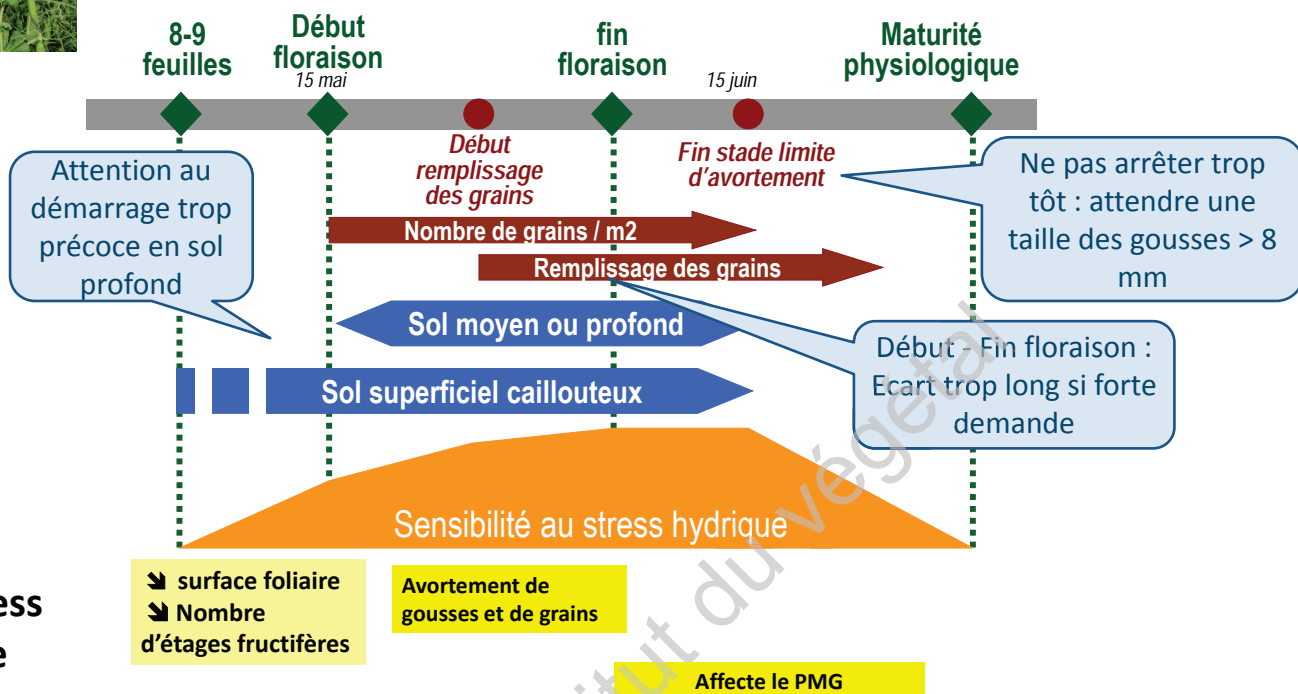 8-9
feuilles
Début
floraison
15 mai
fin
floraison
15 juin
Maturité
physiologique
Début
remplissage
des grains
Fin stade limite
d'avortement
Attention au
démarrage trop
précoce en sol
profond
Ne pas arrêter trop
tôt : attendre une
taille des gousses > 8
mm
Nombre de grains / m2
Remplissage des grains
Sol moyen ou profond
Début - Fin floraison :
Ecart trop long si forte
demande
Sol superficiel caillouteux
Sensibilité au stress hydrique
ess
e
➘ surface foliaire
➘ Nombre
d'étages fructifères
Avortement de
gousses et de grains
Affecte le PMG
itut du végétal